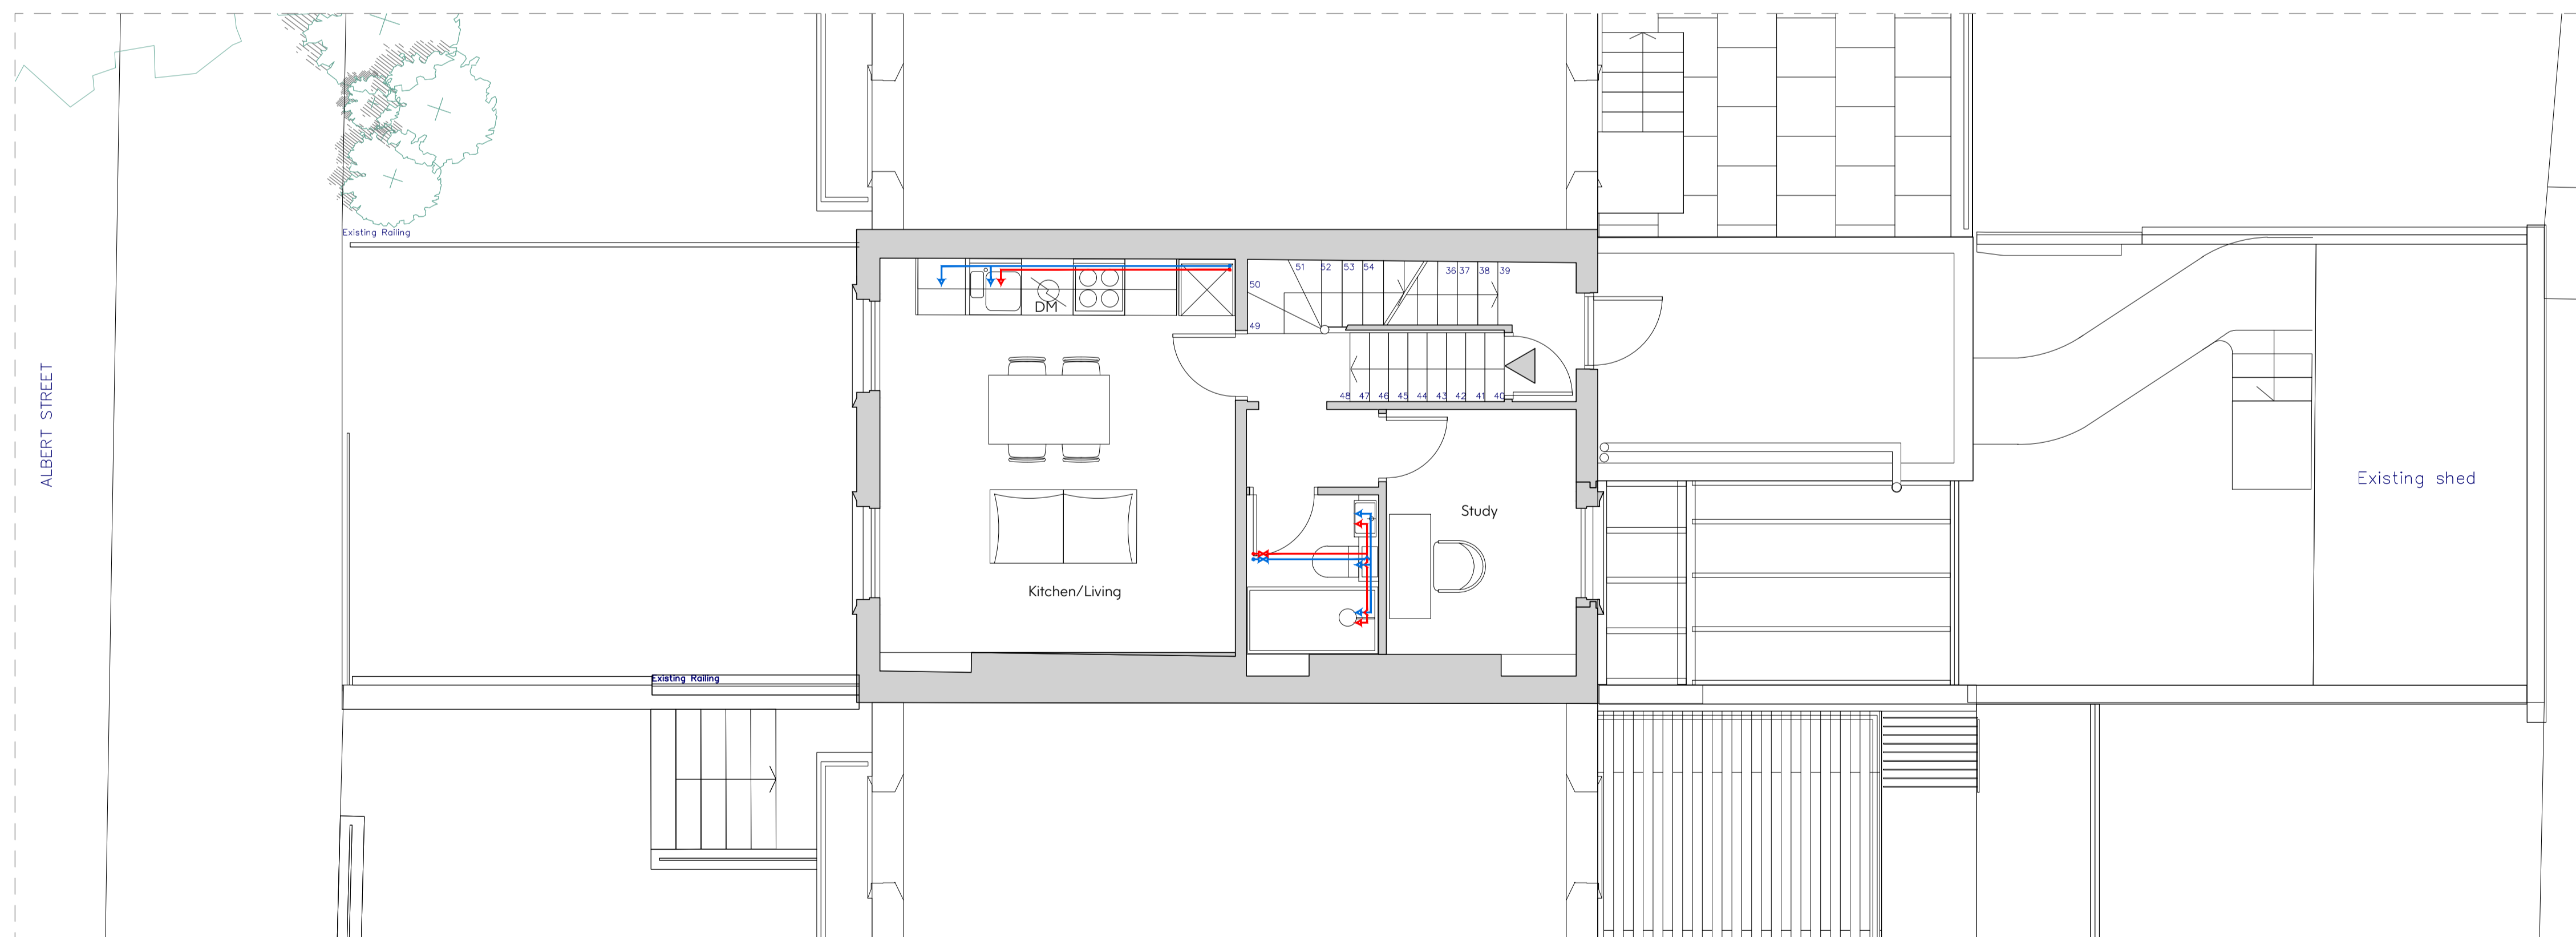 Existing Railing
51 52 53 54
36 37 38 39
50
DM
49
ALBERT STREET
48 47 46 45 44 43 42 41 40
Existing shed
Study
Kitchen/Living
Existing Railing